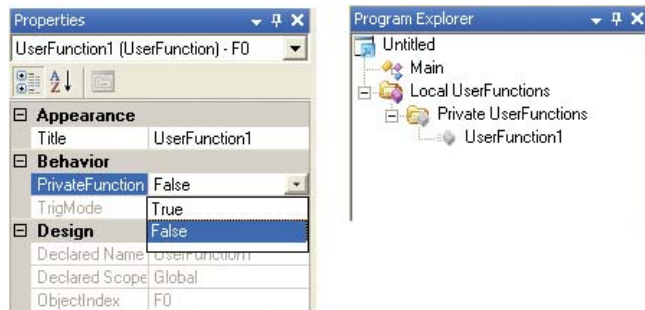 Properties
UserFunction1 (UserFunction) - F0
Appearance
Title UserFunction1
Behavior
PrivateFunction False
TrigMode True
Design False
Declared Name UserFunction1
Declared Scope Global
ObjectIndex F0
Program Explorer
Untitled
Main
Local UserFunctions
Private UserFunctions
UserFunction1